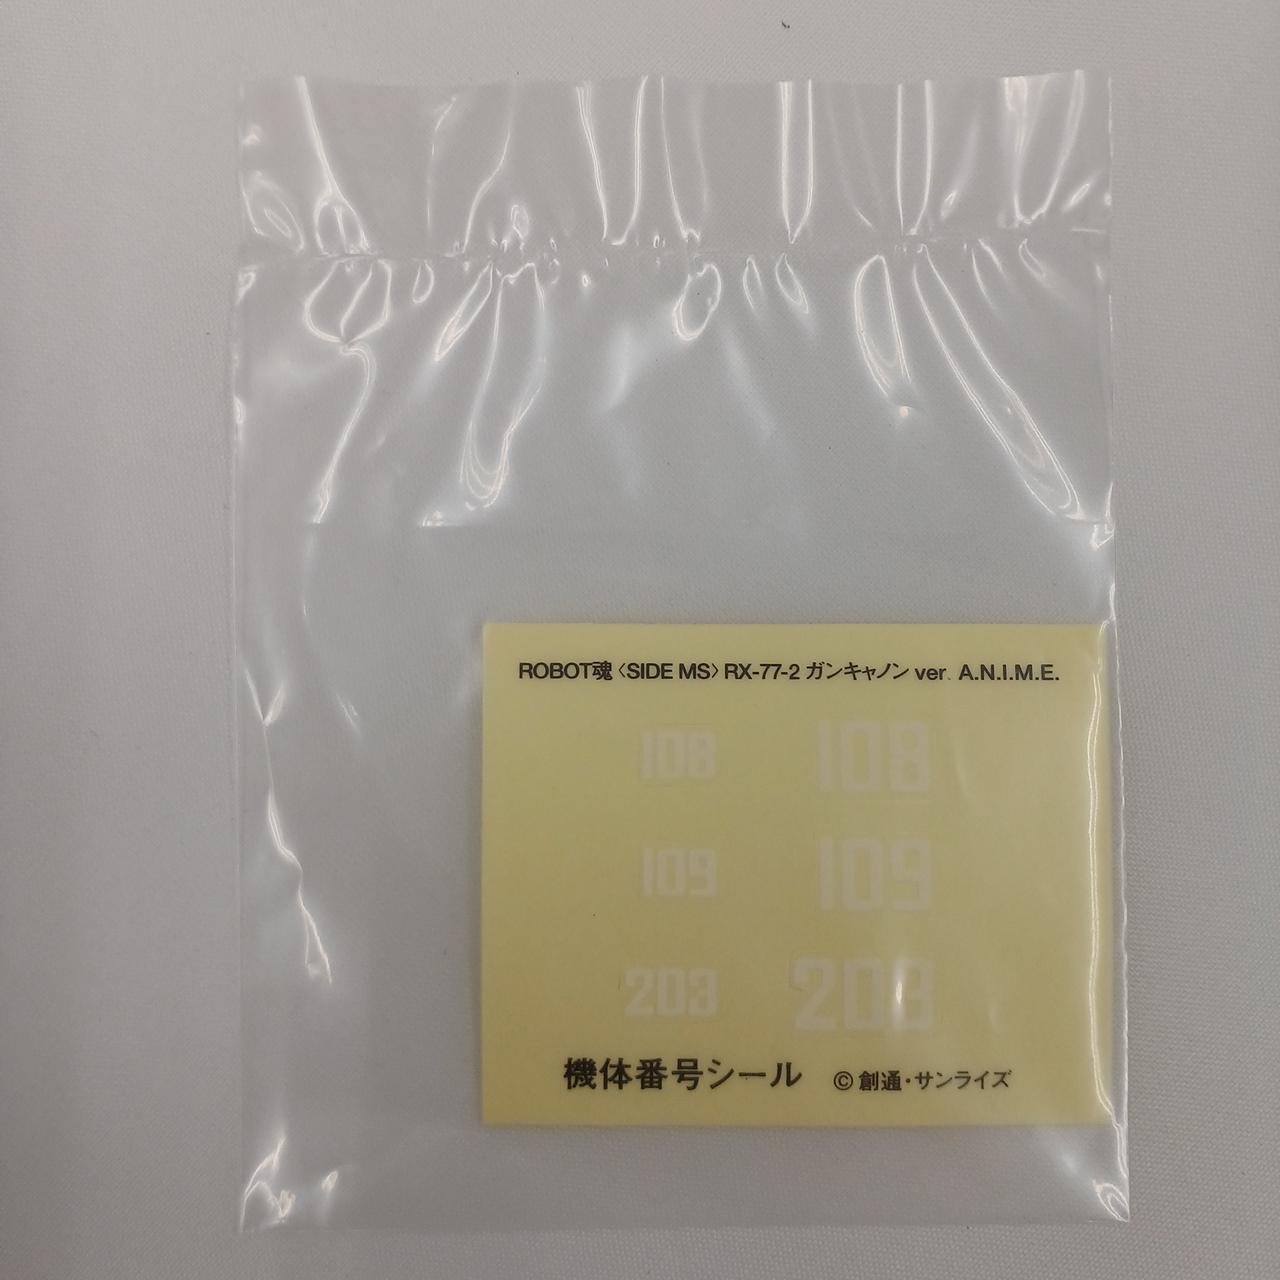 ROBOT魂〈SIDE MS〉RX-77-2 ガンキャノン ver. A.N.I.M.E.
108 108
109 109
203 203
機体番号シール ©創通・サンライズ